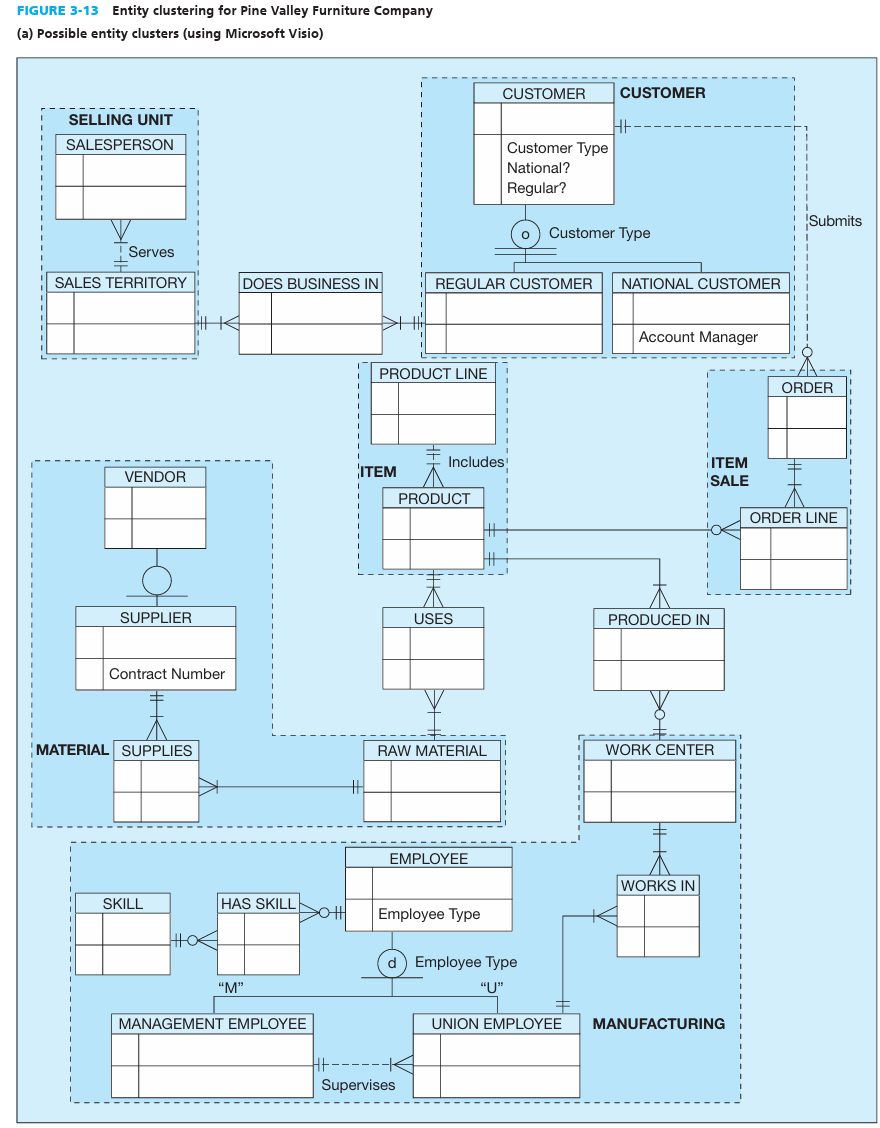 FIGURE 3-13 Entity clustering for Pine Valley Furniture Company
(a) Possible entity clusters (using Microsoft Visio)
CUSTOMER
CUSTOMER
Customer Type
National?
Regular?
Customer Type
REGULAR CUSTOMER
NATIONAL CUSTOMER
Account Manager
Submits
SELLING UNIT
SALESPERSON
Serves
SALES TERRITORY
DOES BUSINESS IN
PRODUCT LINE
Includes
ITEM
PRODUCT
ORDER
ITEM
SALE
ORDER LINE
VENDOR
SUPPLIER
Contract Number
USES
PRODUCED IN
MATERIAL
SUPPLIES
RAW MATERIAL
WORK CENTER
EMPLOYEE
Employee Type
WORKS IN
SKILL
HAS SKILL
o
d
Employee Type
“M”
“U”
MANAGEMENT EMPLOYEE
UNION EMPLOYEE
MANUFACTURING
Supervises